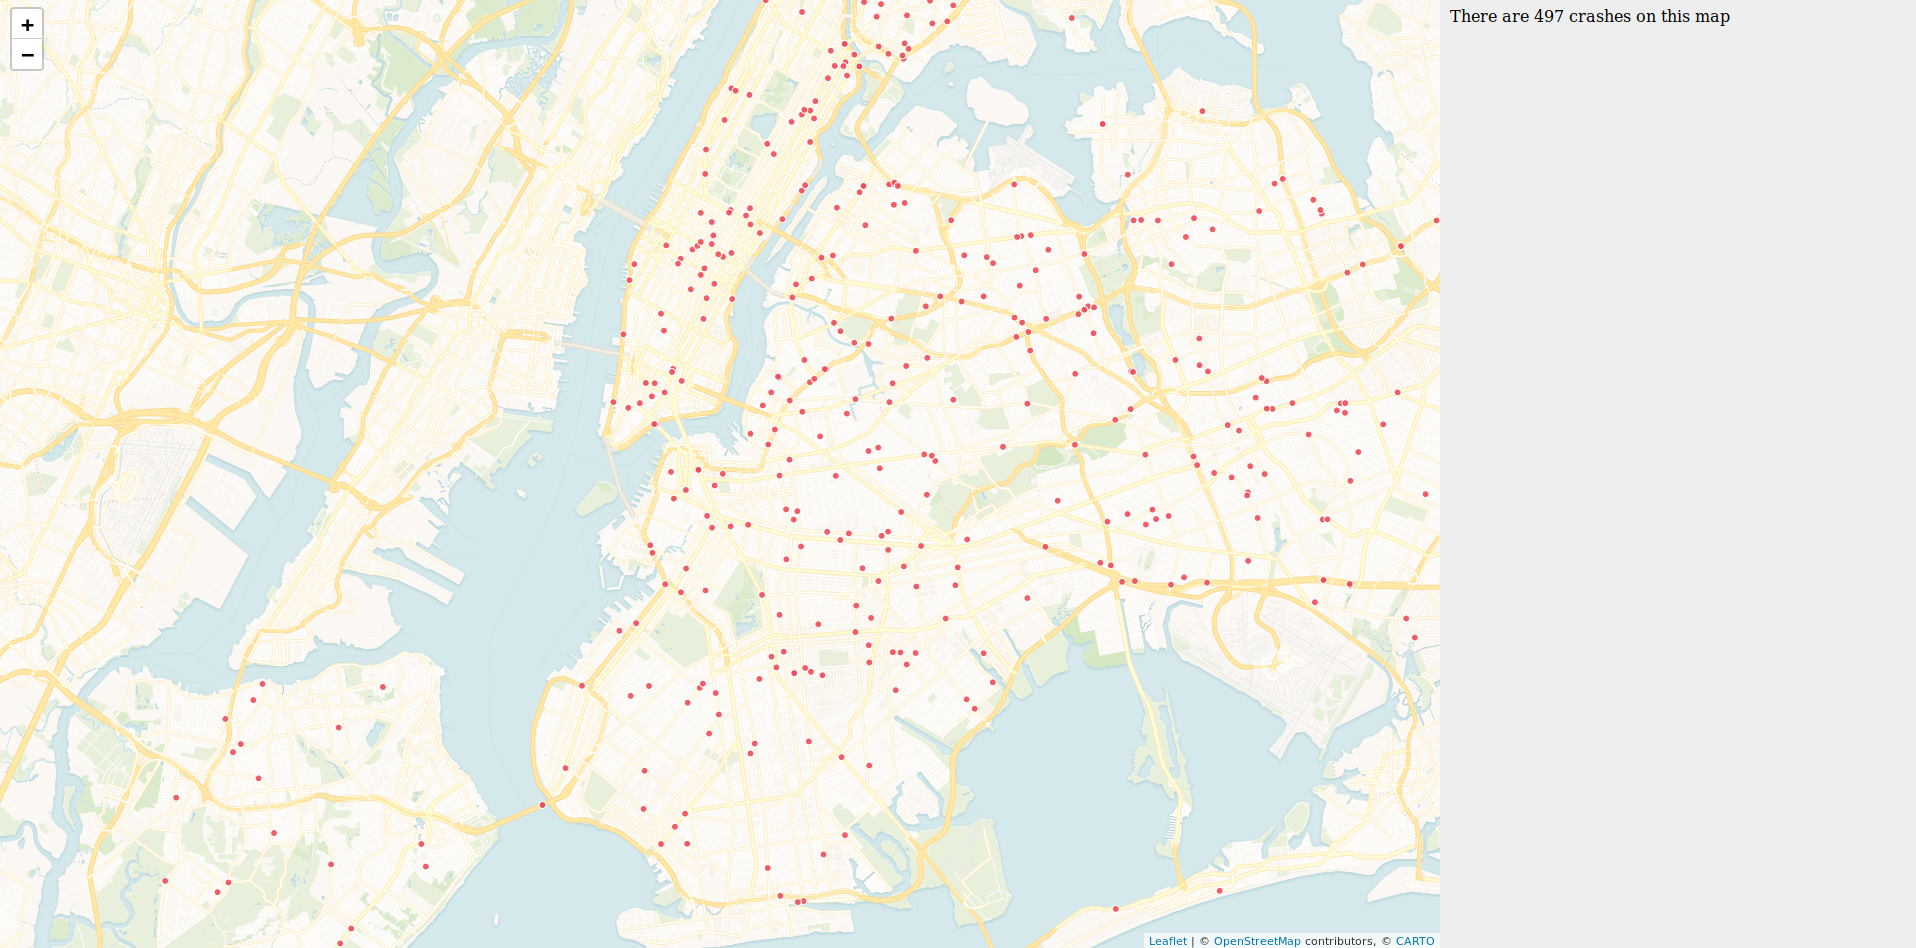 +
−
There are 497 crashes on this map
Leaflet | © OpenStreetMap contributors, © CARTO